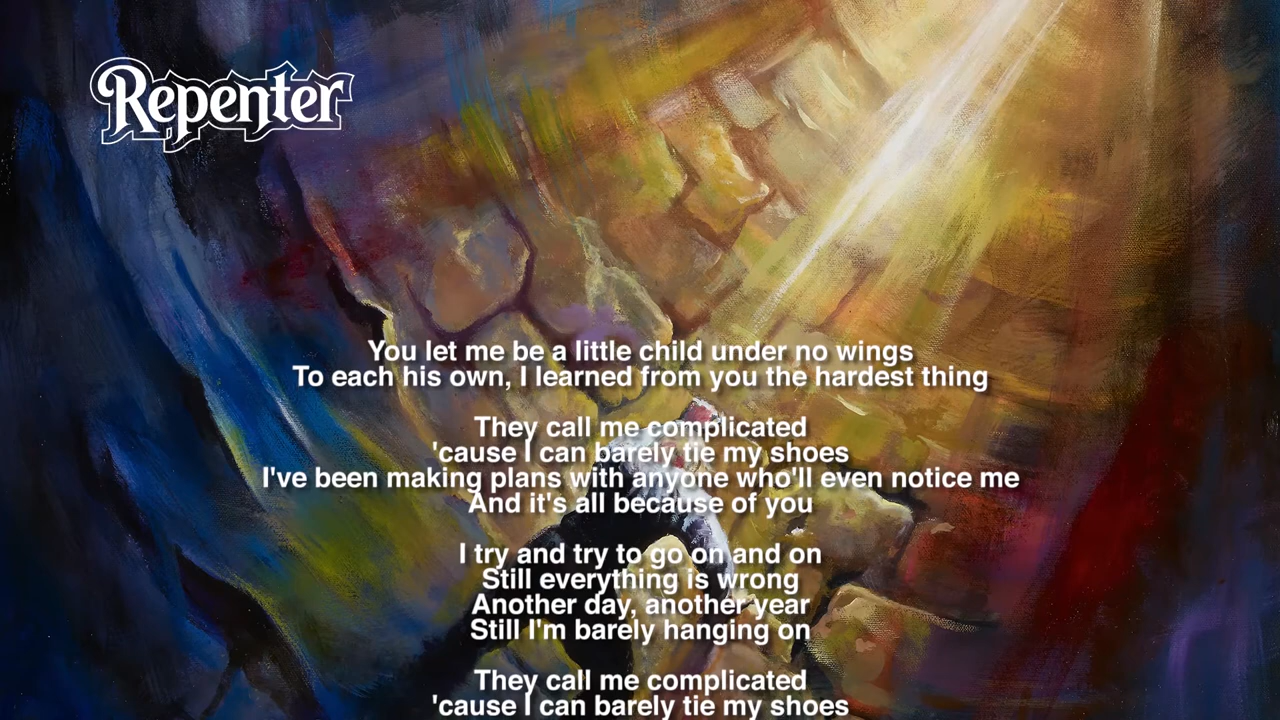 Repenter
You let me be a little child under no wings
To each his own, I learned from you the hardest thing
They call me complicated
'cause I can barely tie my shoes
I've been making plans with anyone who'll even notice me
And it's all because of you
I try and try to go on and on
Still everything is wrong
Another day, another year
Still I'm barely hanging on
They call me complicated
'cause I can barely tie my shoes